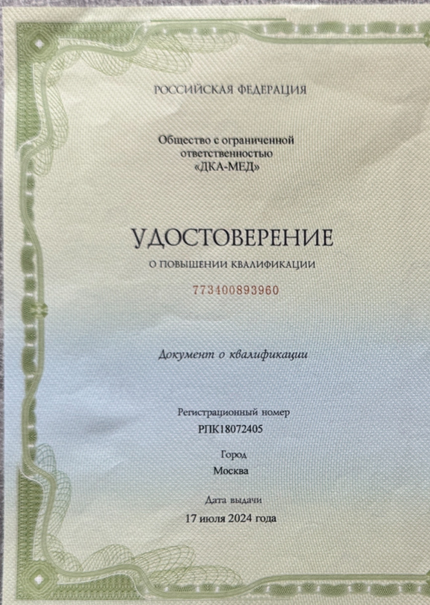 РОССИЙСКАЯ ФЕДЕРАЦИЯ
Общество с ограниченной
ответственностью
«ДКА-МЕД»
УДОСТОВЕРЕНИЕ
О ПОВЫШЕНИИ КВАЛИФИКАЦИИ
773400893960
Документ о квалификации
Регистрационный номер
РПК18072405
Город
Москва
Дата выдачи
17 июля 2024 года